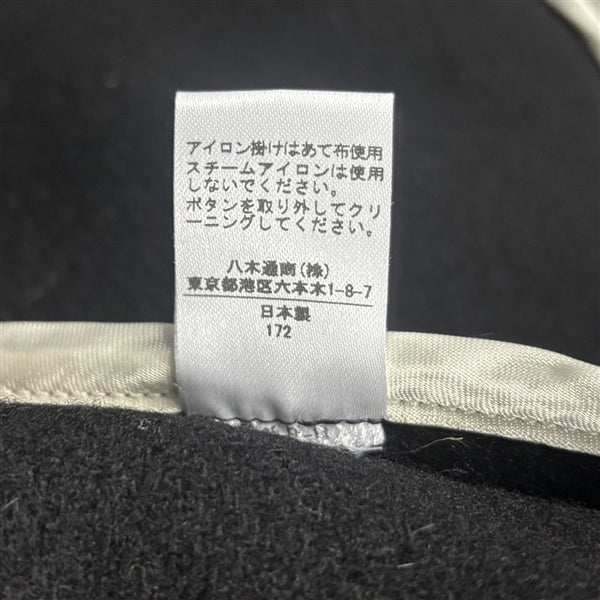 アイロン掛けはあて布使用
スチームアイロンは使用
しないでください。
ボタンを取り外してクリ
ーニングしてください。
八木通商(株)
東京都港区六本木1-8-7
日本製
172